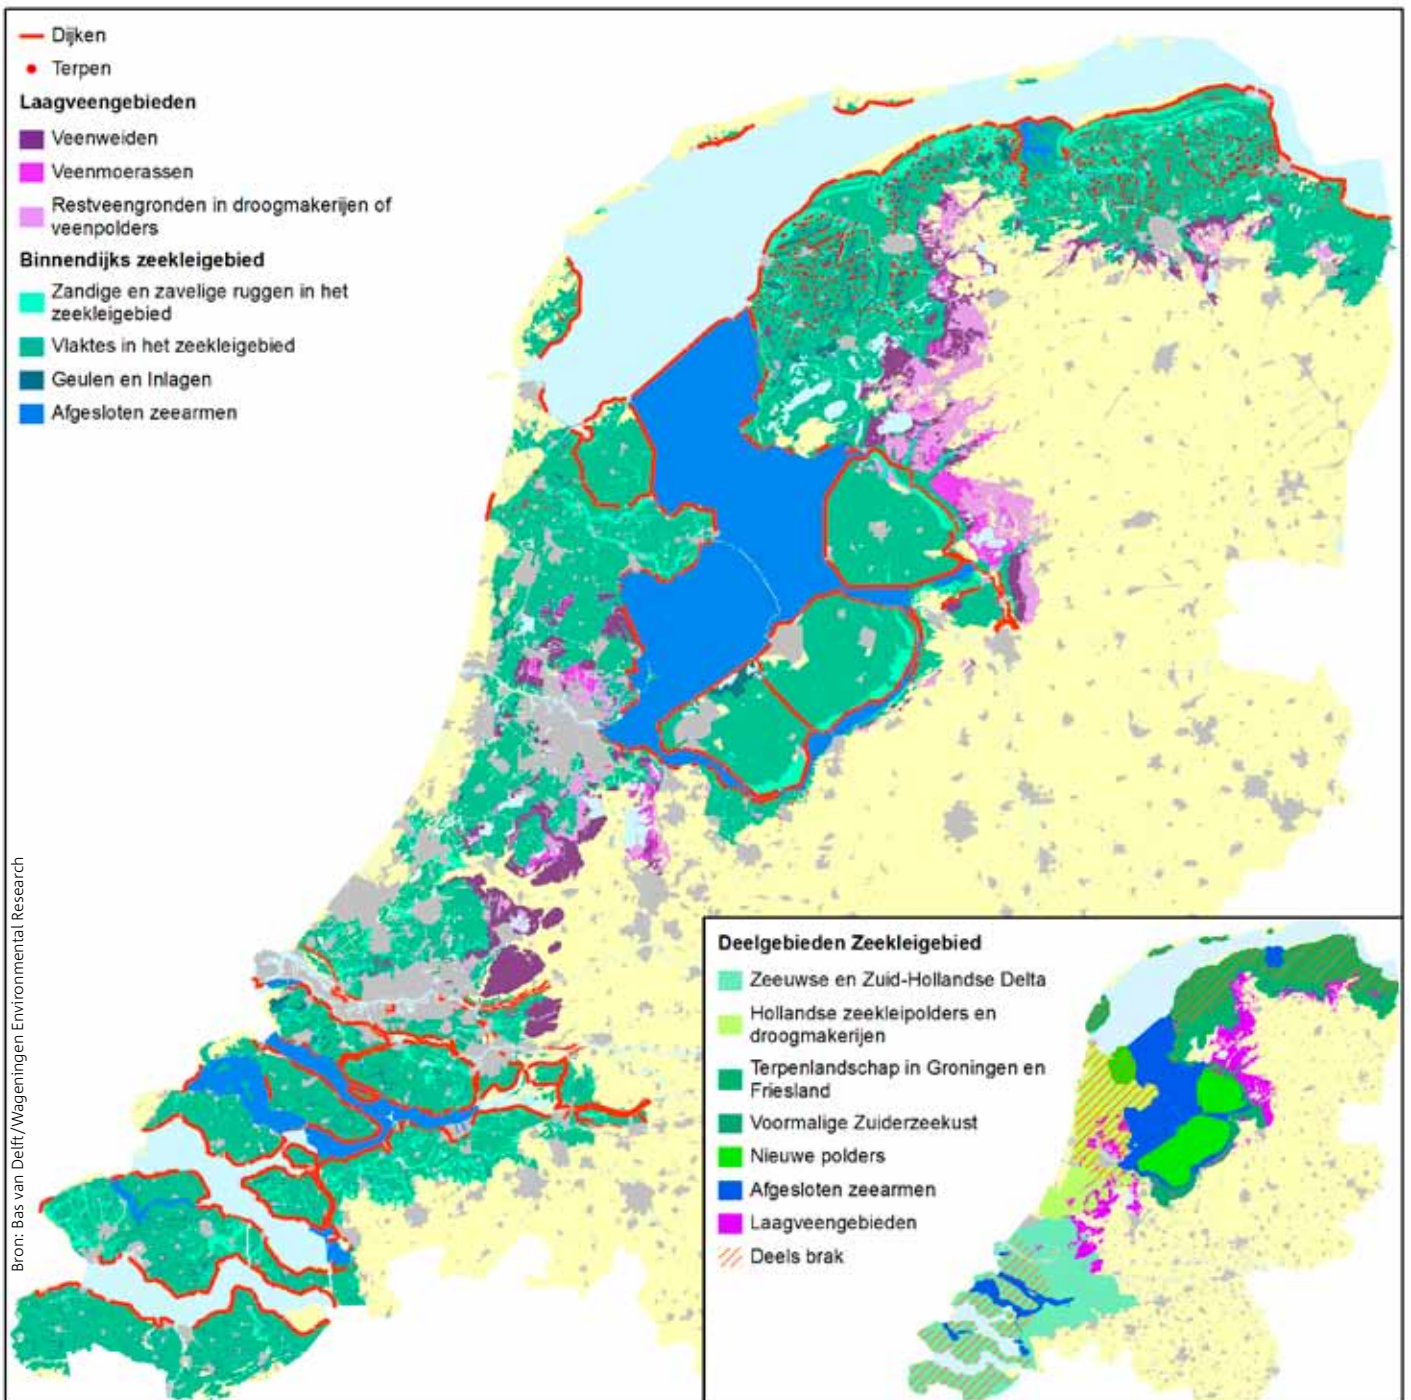 Dijken
Terpen
Laagveengebieden
Veenweiden
Veenmoerassen
Restveengronden in droogmakerijen of
veenpolders
Binnendijks zeekleigebied
Zandige en zavelige ruggen in het
zeekleigebied
Vlaktes in het zeekleigebied
Geulen en Inlagen
Afgesloten zeearmen
Bron: Bas van Delft/Wageningen Environmental Research
Deelgebieden Zeekleigebied
Zeeuwse en Zuid-Hollandse Delta
Hollandse zeekleipolders en
droogmakerijen
Terpenlandschap in Groningen en
Friesland
Voormalige Zuiderzeekust
Nieuwe polders
Afgesloten zeearmen
Laagveengebieden
Deels brak